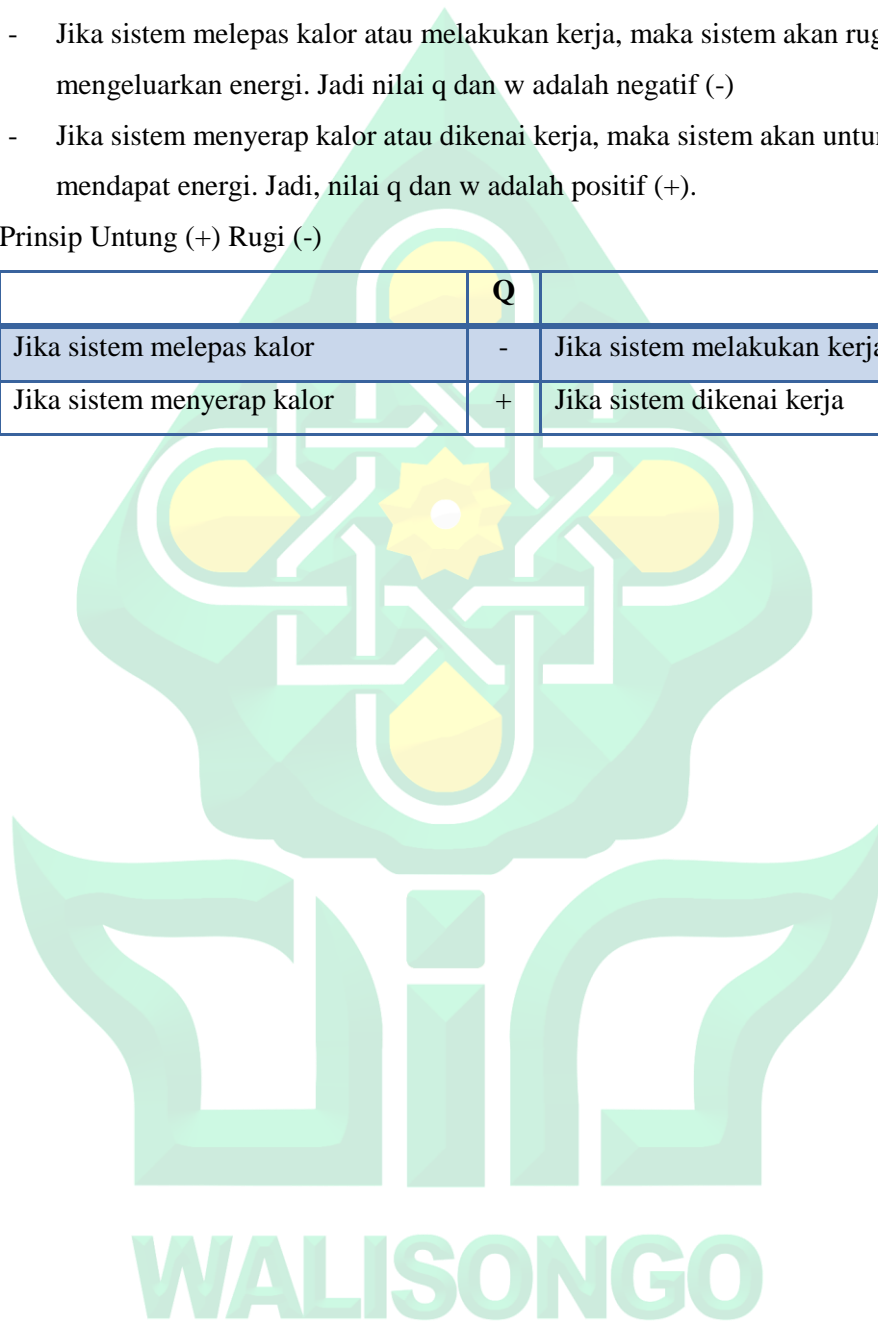 - Jika sistem melepas kalor atau melakukan kerja, maka sistem akan
mengeluarkan energi. Jadi nilai q dan w adalah negatif (-)
- Jika sistem menyerap kalor atau dikenai kerja, maka sistem akan
mendapat energi. Jadi, nilai q dan w adalah positif (+).
Prinsip Untung (+) Rugi (-)
Q
Jika sistem melepas kalor - Jika sistem melakukan kerja
Jika sistem menyerap kalor + Jika sistem dikenai kerja
WALISONGO